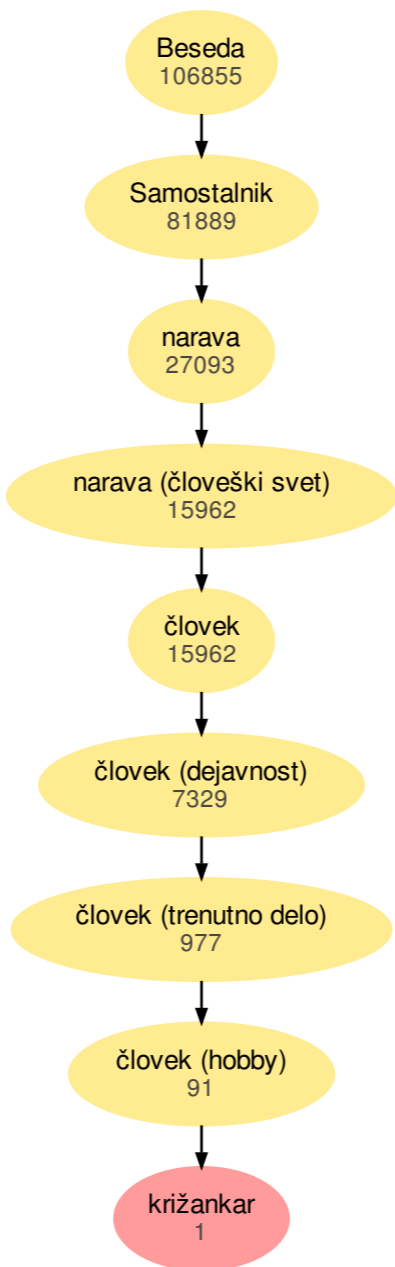 Beseda
106855
Samostalnik
81889
narava
27093
narava (človeški svet)
15962
človek
15962
človek (dejavnost)
7329
človek (trenutno delo)
977
človek (hobby)
91
križankar
1